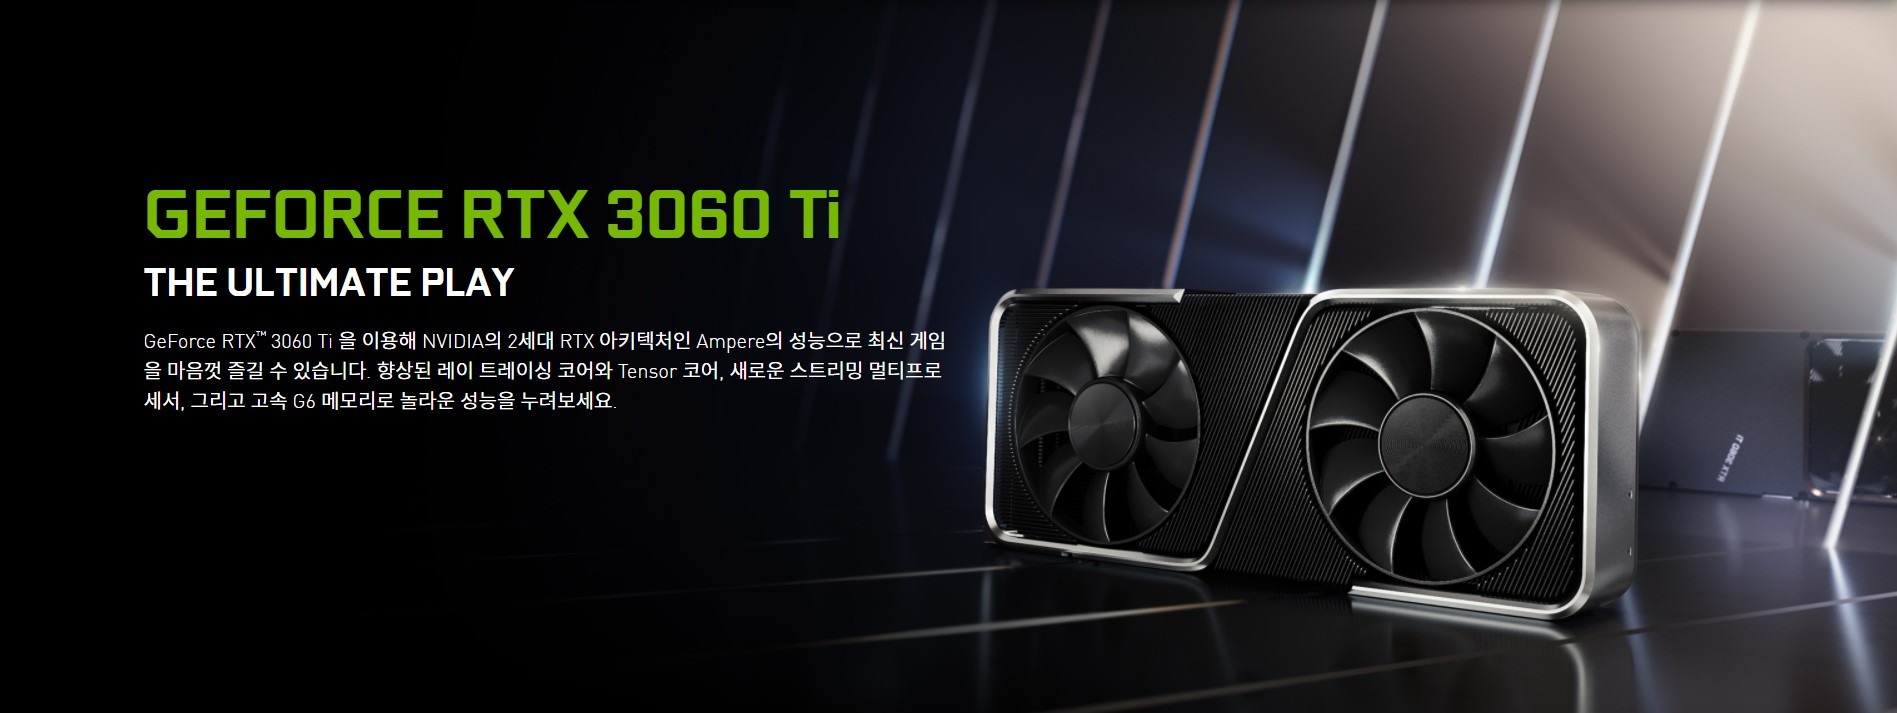 GEFORCE RTX 3060 Ti
THE ULTIMATE PLAY
GeForce RTX™ 3060 Ti 을 이용해 NVIDIA의 2세대 RTX 아키텍처인 Ampere의 성능으로 최신 게임
을 마음껏 즐길 수 있습니다. 향상된 레이 트레이싱 코어와 Tensor 코어, 새로운 스트리밍 멀티프로
세서, 그리고 고속 G6 메모리로 놀라운 성능을 누려보세요.
RTX 3060 Ti